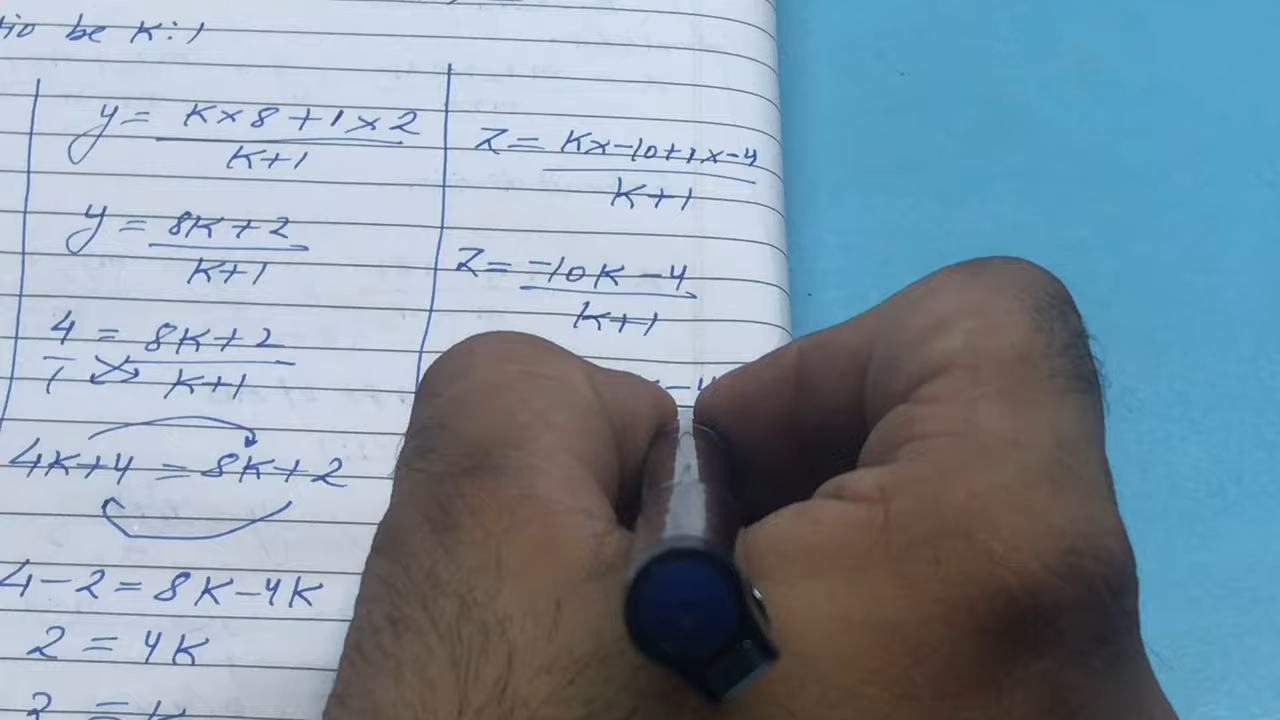 be K:1
y = K×8+1×2
K+1
y = 8K+2
K+1
4 = 8K+2
1 K+1
4K+4 = 8K+2
4-2=8K-4K
2=4K
Z= K×-10+1×-4
K+1
Z= -10K-4
K+1
-4